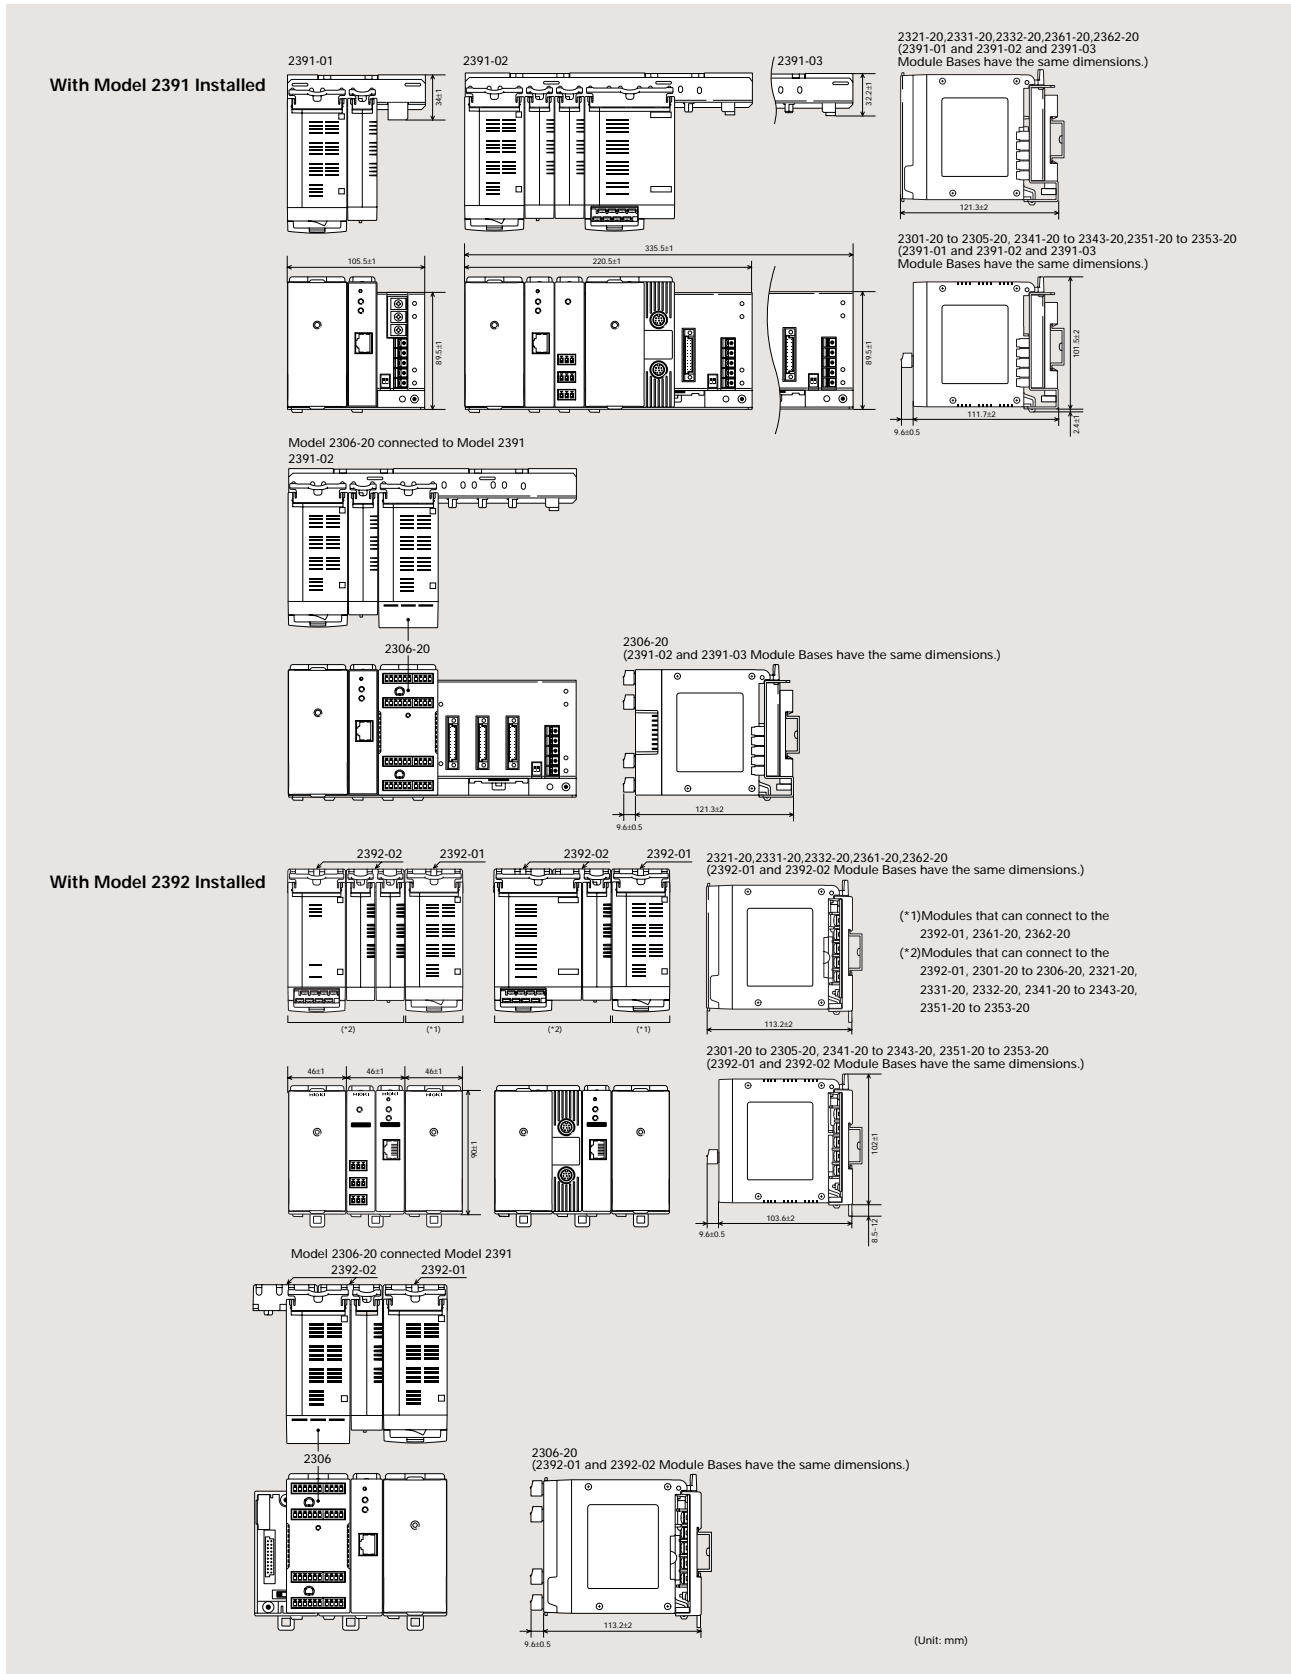 With Model 2391 Installed
2391-01
2391-02
2391-03
34±1
32.2±1
2321-20,2331-20,2332-20,2361-20,2362-20
(2391-01 and 2391-02 and 2391-03
Module Bases have the same dimensions.)
121.3±2
105.5±1
89.5±1
335.5±1
220.5±1
89.5±1
2301-20 to 2305-20, 2341-20 to 2343-20,2351-20 to 2353-20
(2391-01 and 2391-02 and 2391-03
Module Bases have the same dimensions.)
101.5±2
111.7±2
9.6±0.5
2.4±1
Model 2306-20 connected to Model 2391
2391-02
2306-20
2306-20
(2391-02 and 2391-03 Module Bases have the same dimensions.)
121.3±2
9.6±0.5
With Model 2392 Installed
2392-02
2392-01
2392-02
2392-01
(*2)
(*1)
(*2)
(*1)
2321-20,2331-20,2332-20,2361-20,2362-20
(2392-01 and 2392-02 Module Bases have the same dimensions.)
113.2±2
(*1)Modules that can connect to the
2392-01, 2361-20, 2362-20
(*2)Modules that can connect to the
2392-01, 2301-20 to 2306-20, 2321-20,
2331-20, 2332-20, 2341-20 to 2343-20,
2351-20 to 2353-20
46±1
46±1
46±1
HIOKI
HIOKI
HIOKI
HIOKI
90±1
2301-20 to 2305-20, 2341-20 to 2343-20, 2351-20 to 2353-20
(2392-01 and 2392-02 Module Bases have the same dimensions.)
102±1
103.6±2
9.6±0.5
8.5~12
Model 2306-20 connected Model 2391
2392-02
2392-01
2306
2306-20
(2392-01 and 2392-02 Module Bases have the same dimensions.)
113.2±2
9.6±0.5
(Unit: mm)